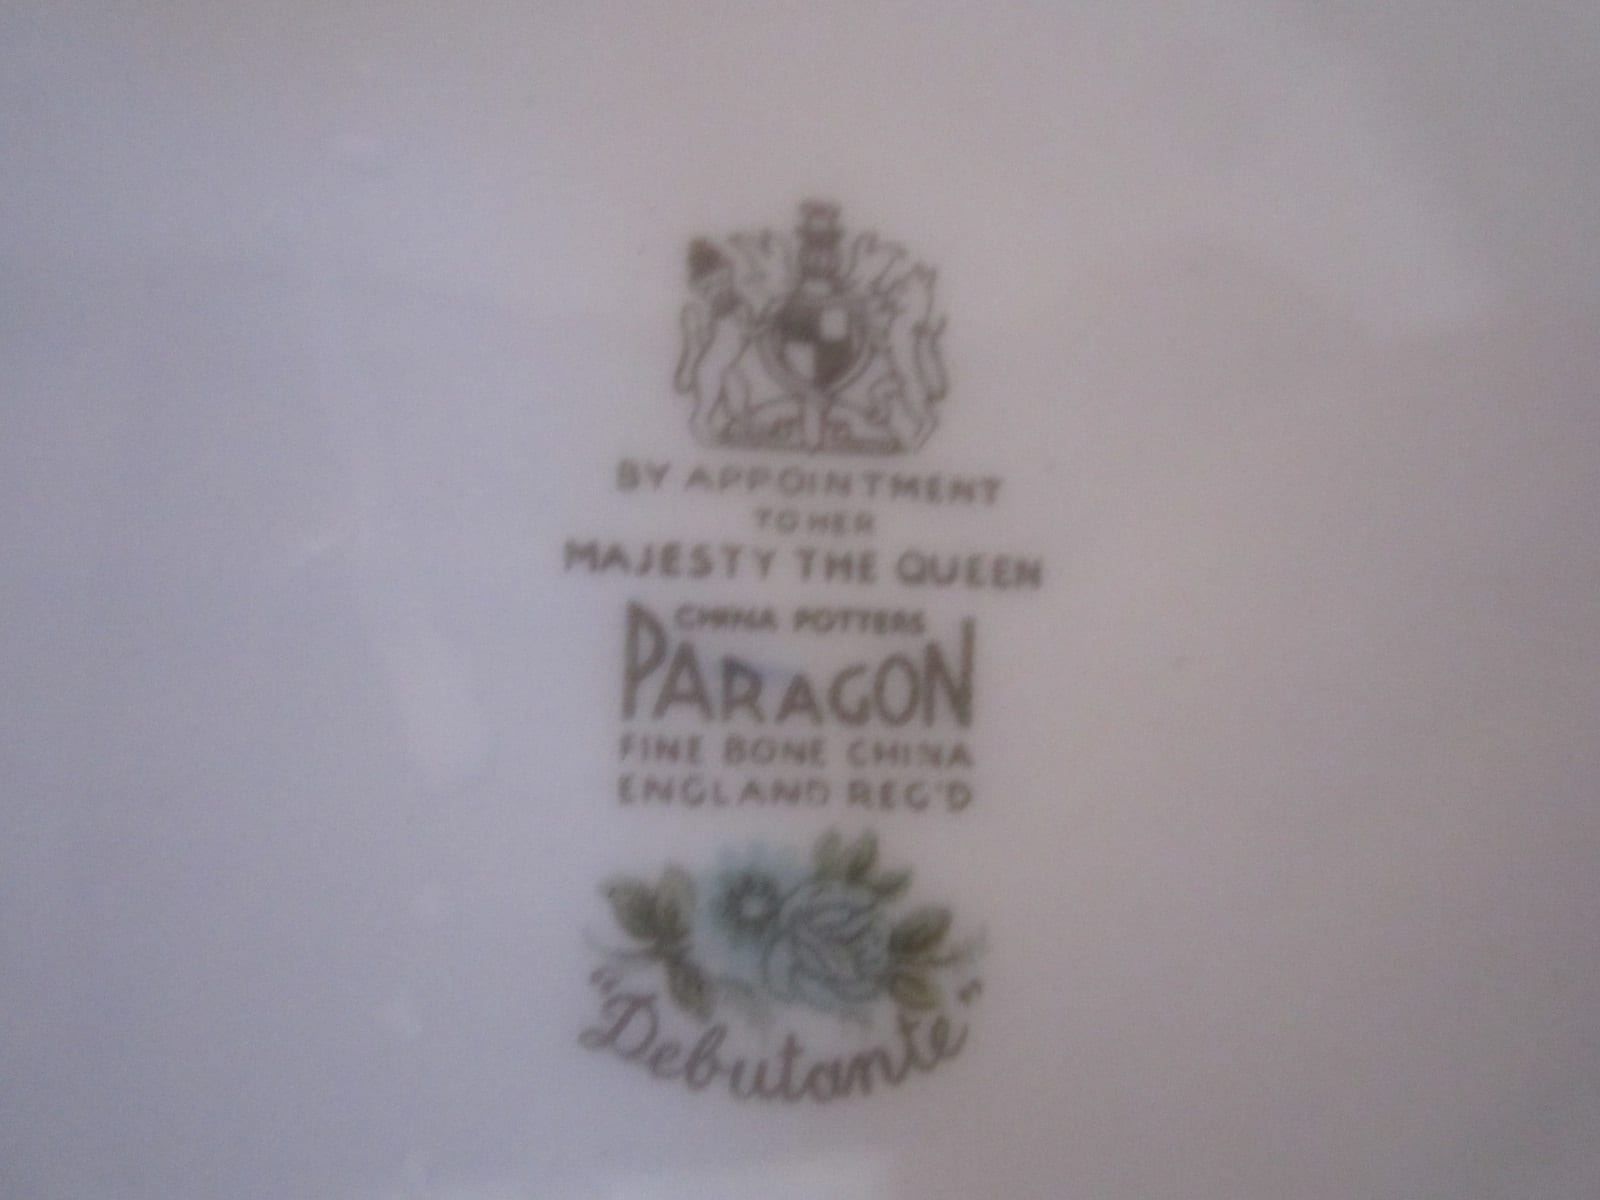 BY APPOINTMENT
TO HER
MAJESTY THE QUEEN
CHINA POTTERS
PARAGON
FINE BONE CHINA
ENGLAND REG'D
"Debutante"